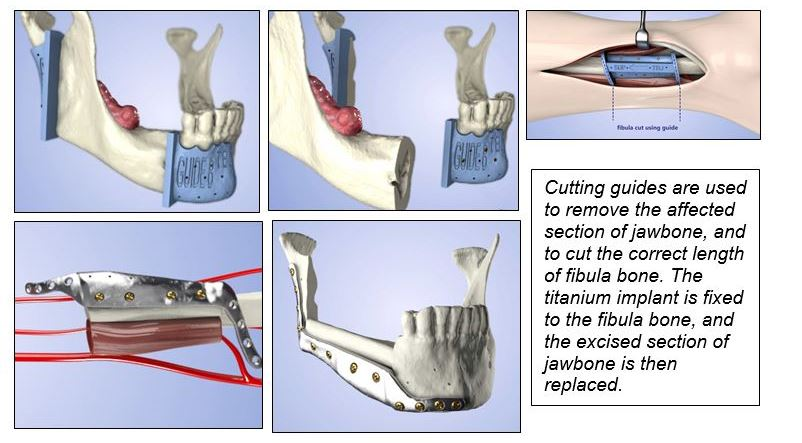 GUIDE
GUIDE
fibula cut using guide
Cutting guides are used
to remove the affected
section of jawbone, and
to cut the correct length
of fibula bone. The
titanium implant is fixed
to the fibula bone, and
the excised section of
jawbone is then
replaced.